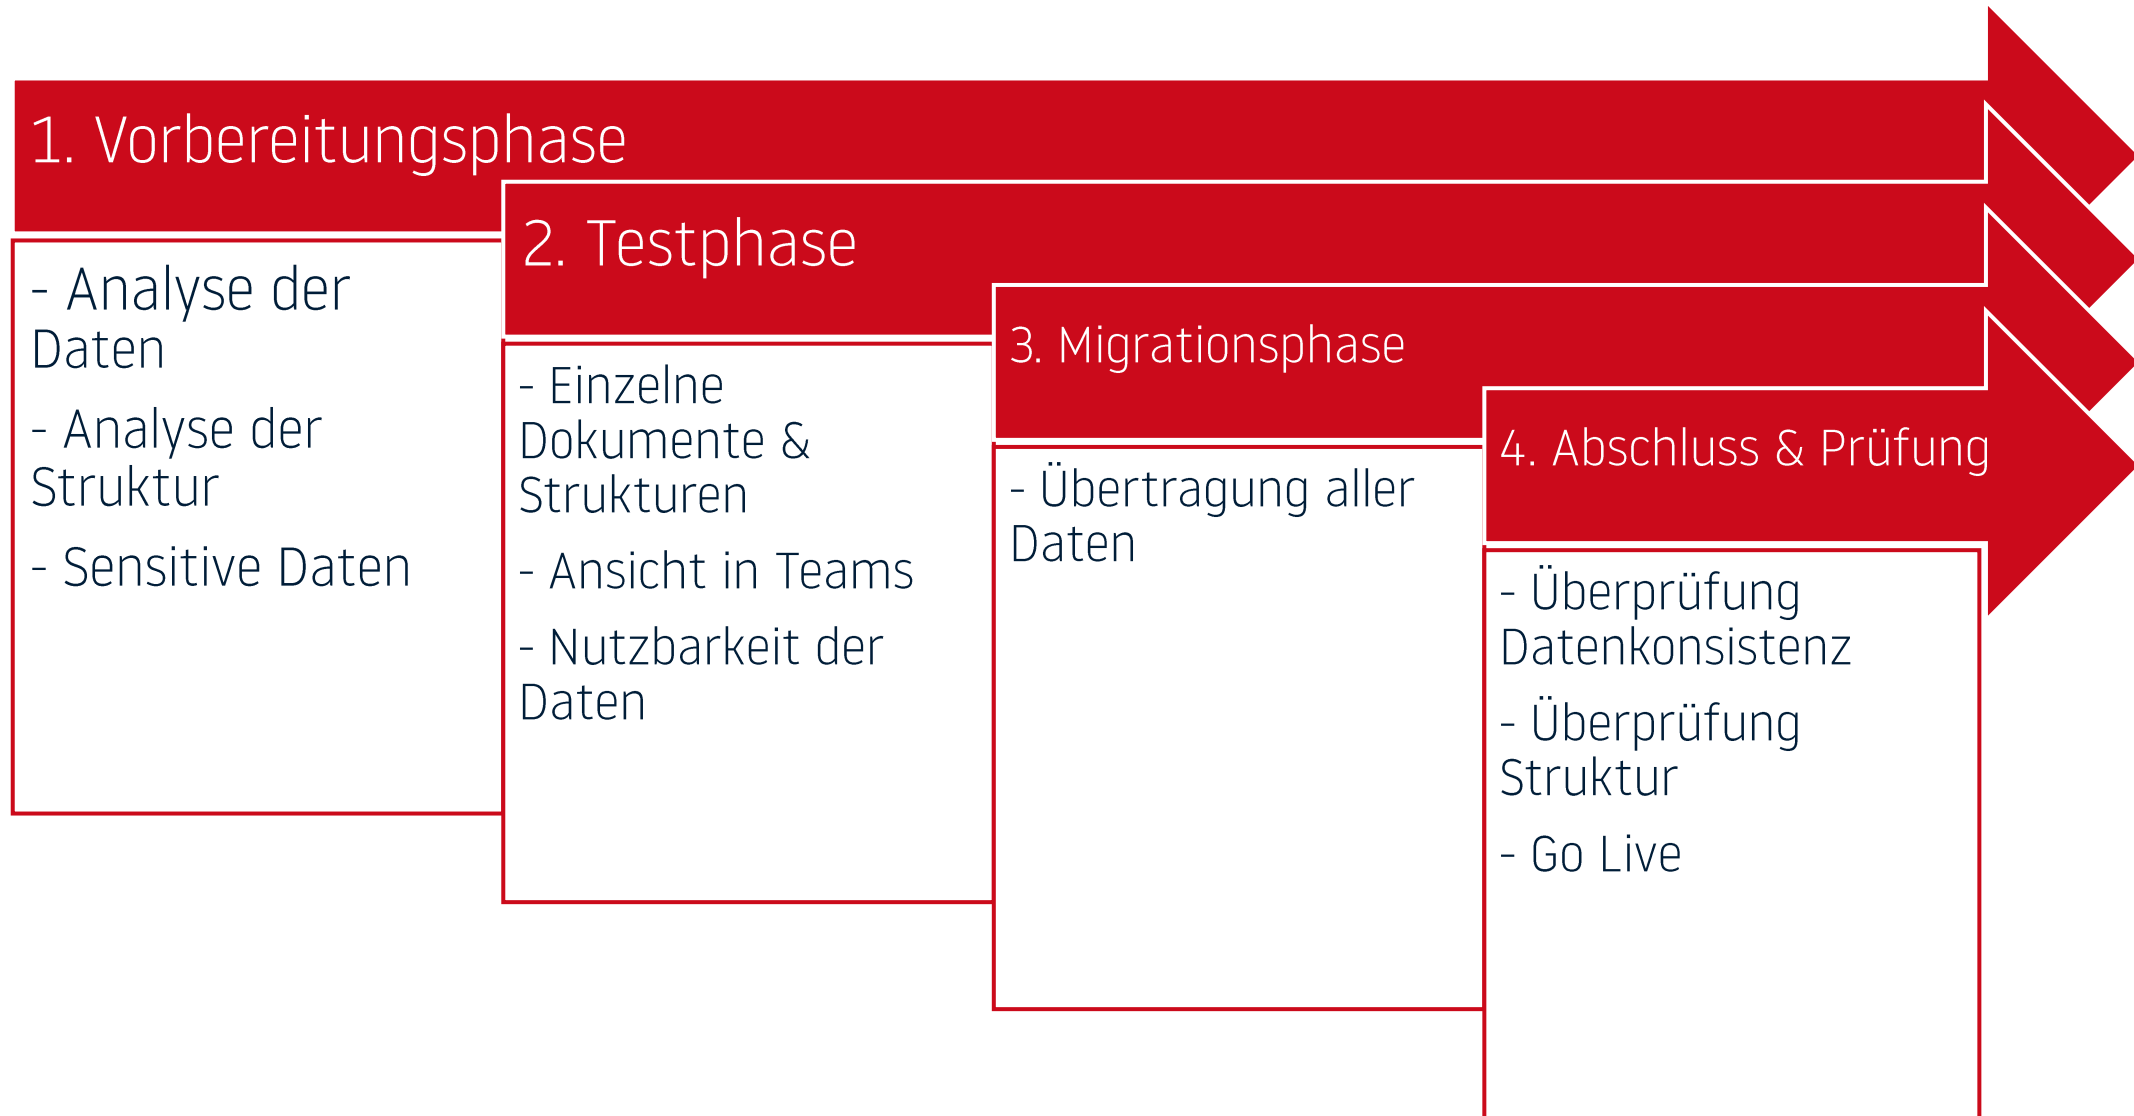 1. Vorbereitungsphase
- Analyse der
Daten
- Analyse der
Struktur
- Sensitive Daten
2. Testphase
- Einzelne
Dokumente &
Strukturen
- Ansicht in Teams
- Nutzbarkeit der
Daten
3. Migrationsphase
- Übertragung aller
Daten
4. Abschluss & Prüfung
- Überprüfung
Datenkonsistenz
- Überprüfung
Struktur
- Go Live